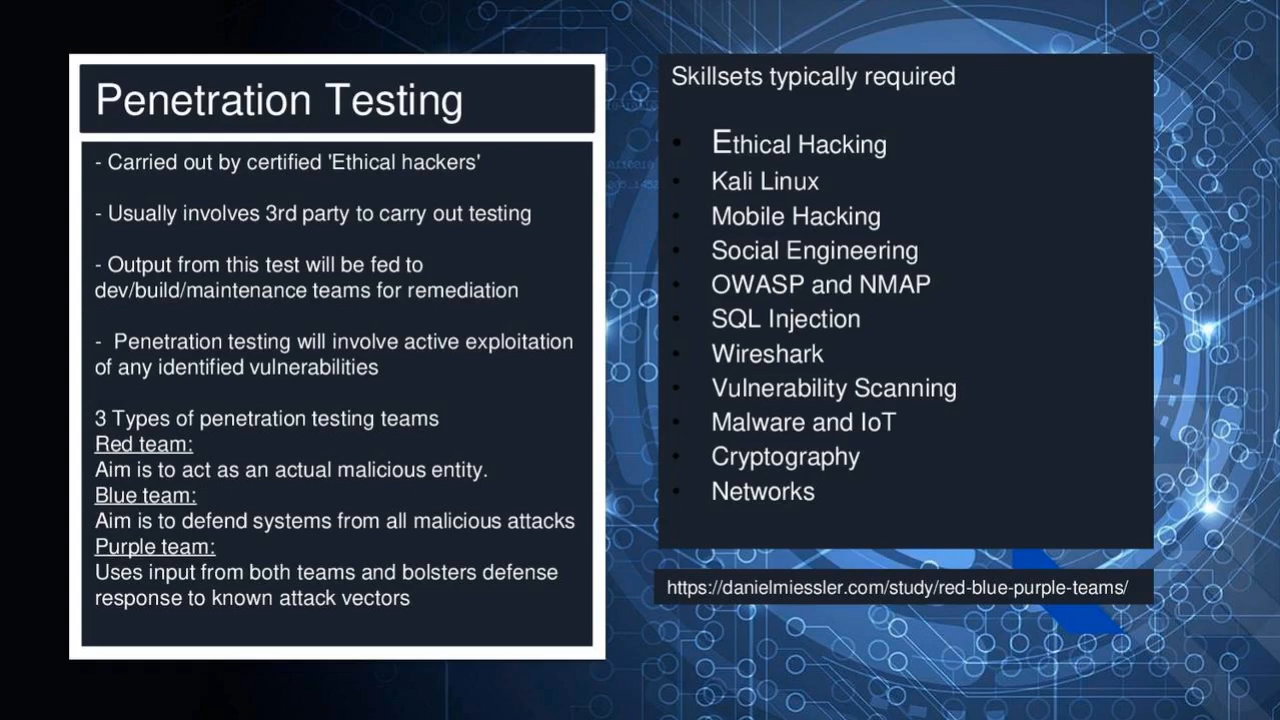 Penetration Testing
- Carried out by certified 'Ethical hackers'
- Usually involves 3rd party to carry out testing
- Output from this test will be fed to
dev/build/maintenance teams for remediation
- Penetration testing will involve active exploitation
of any identified vulnerabilities
3 Types of penetration testing teams
Red team:
Aim is to act as an actual malicious entity.
Blue team:
Aim is to defend systems from all malicious attacks
Purple team:
Uses input from both teams and bolsters defense
response to known attack vectors
Skillsets typically required
• Ethical Hacking
• Kali Linux
• Mobile Hacking
• Social Engineering
• OWASP and NMAP
• SQL Injection
• Wireshark
• Vulnerability Scanning
• Malware and IoT
• Cryptography
• Networks
https://danielmiessler.com/study/red-blue-purple-teams/